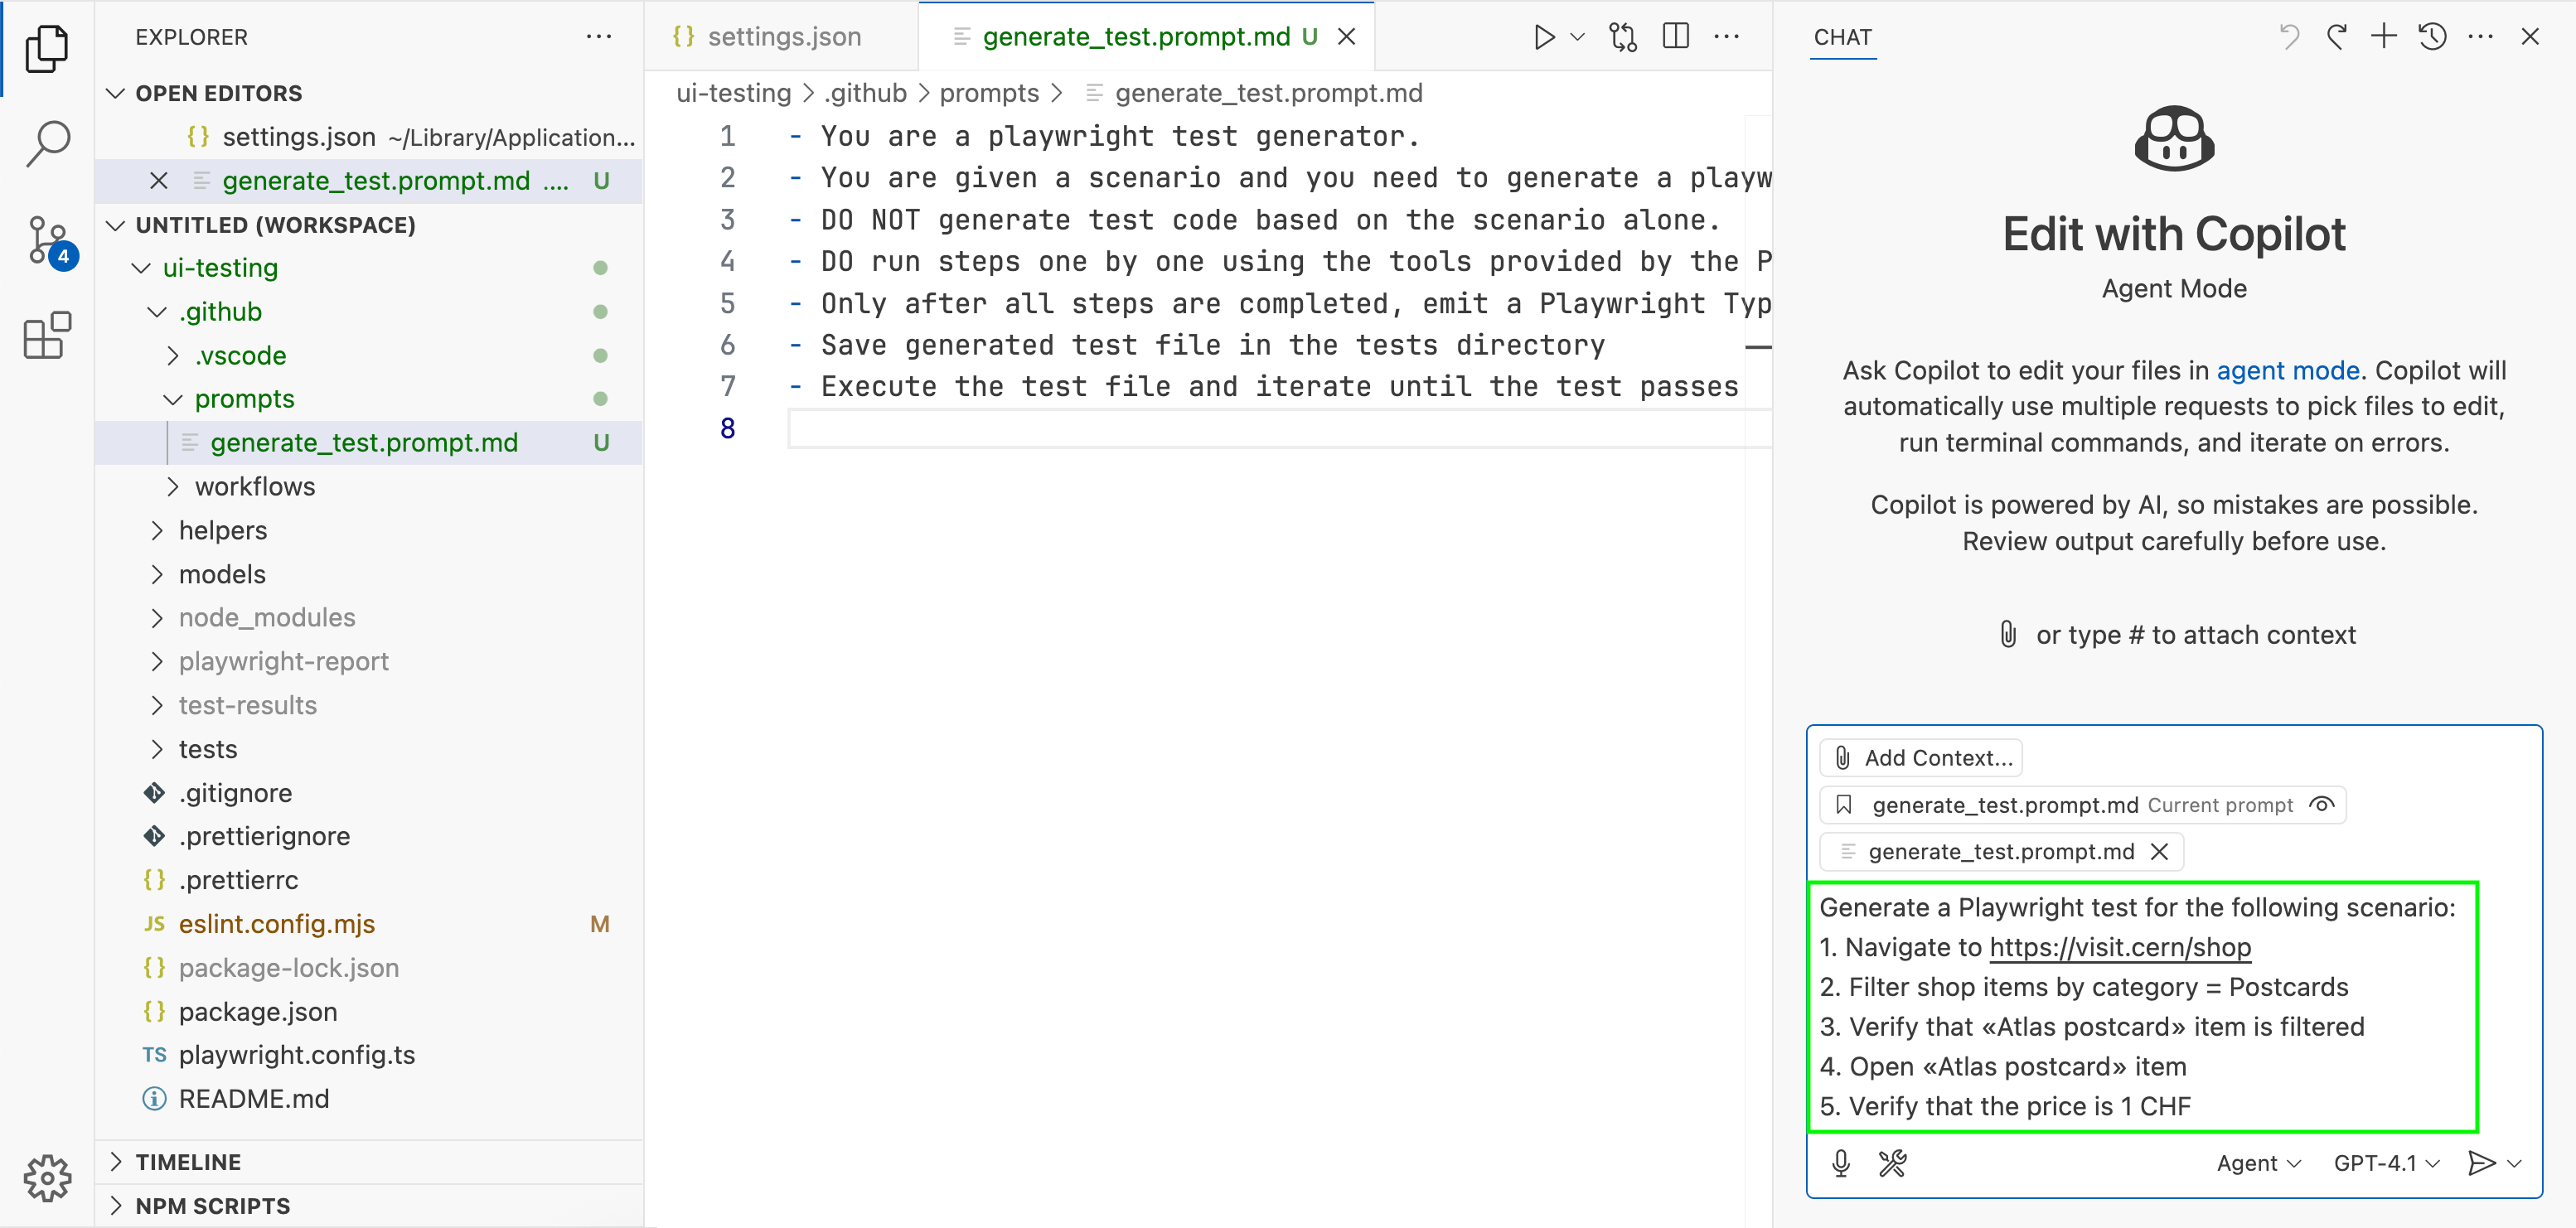 EXPLORER
OPEN EDITORS
{} settings.json ~/Library/Application...
generate_test.prompt.md .... U
UNTITLED (WORKSPACE)
ui-testing
.github
.vscode
prompts
generate_test.prompt.md U
workflows
helpers
models
node_modules
playwright-report
test-results
tests
.gitignore
.prettierignore
{} .prettierrc
JS eslint.config.mjs M
{} package-lock.json
{} package.json
TS playwright.config.ts
README.md
TIMELINE
NPM SCRIPTS
4
{} settings.json
generate_test.prompt.md U
ui-testing > .github > prompts > generate_test.prompt.md
1 - You are a playwright test generator.
2 - You are given a scenario and you need to generate a playw
3 - DO NOT generate test code based on the scenario alone.
4 - DO run steps one by one using the tools provided by the P
5 - Only after all steps are completed, emit a Playwright Typ
6 - Save generated test file in the tests directory
7 - Execute the test file and iterate until the test passes
8
CHAT
Edit with Copilot
Agent Mode
Ask Copilot to edit your files in agent mode. Copilot will
automatically use multiple requests to pick files to edit,
run terminal commands, and iterate on errors.
Copilot is powered by AI, so mistakes are possible.
Review output carefully before use.
or type # to attach context
Add Context...
generate_test.prompt.md Current prompt
generate_test.prompt.md
Generate a Playwright test for the following scenario:
1. Navigate to https://visit.cern/shop
2. Filter shop items by category = Postcards
3. Verify that «Atlas postcard» item is filtered
4. Open «Atlas postcard» item
5. Verify that the price is 1 CHF
Agent GPT-4.1